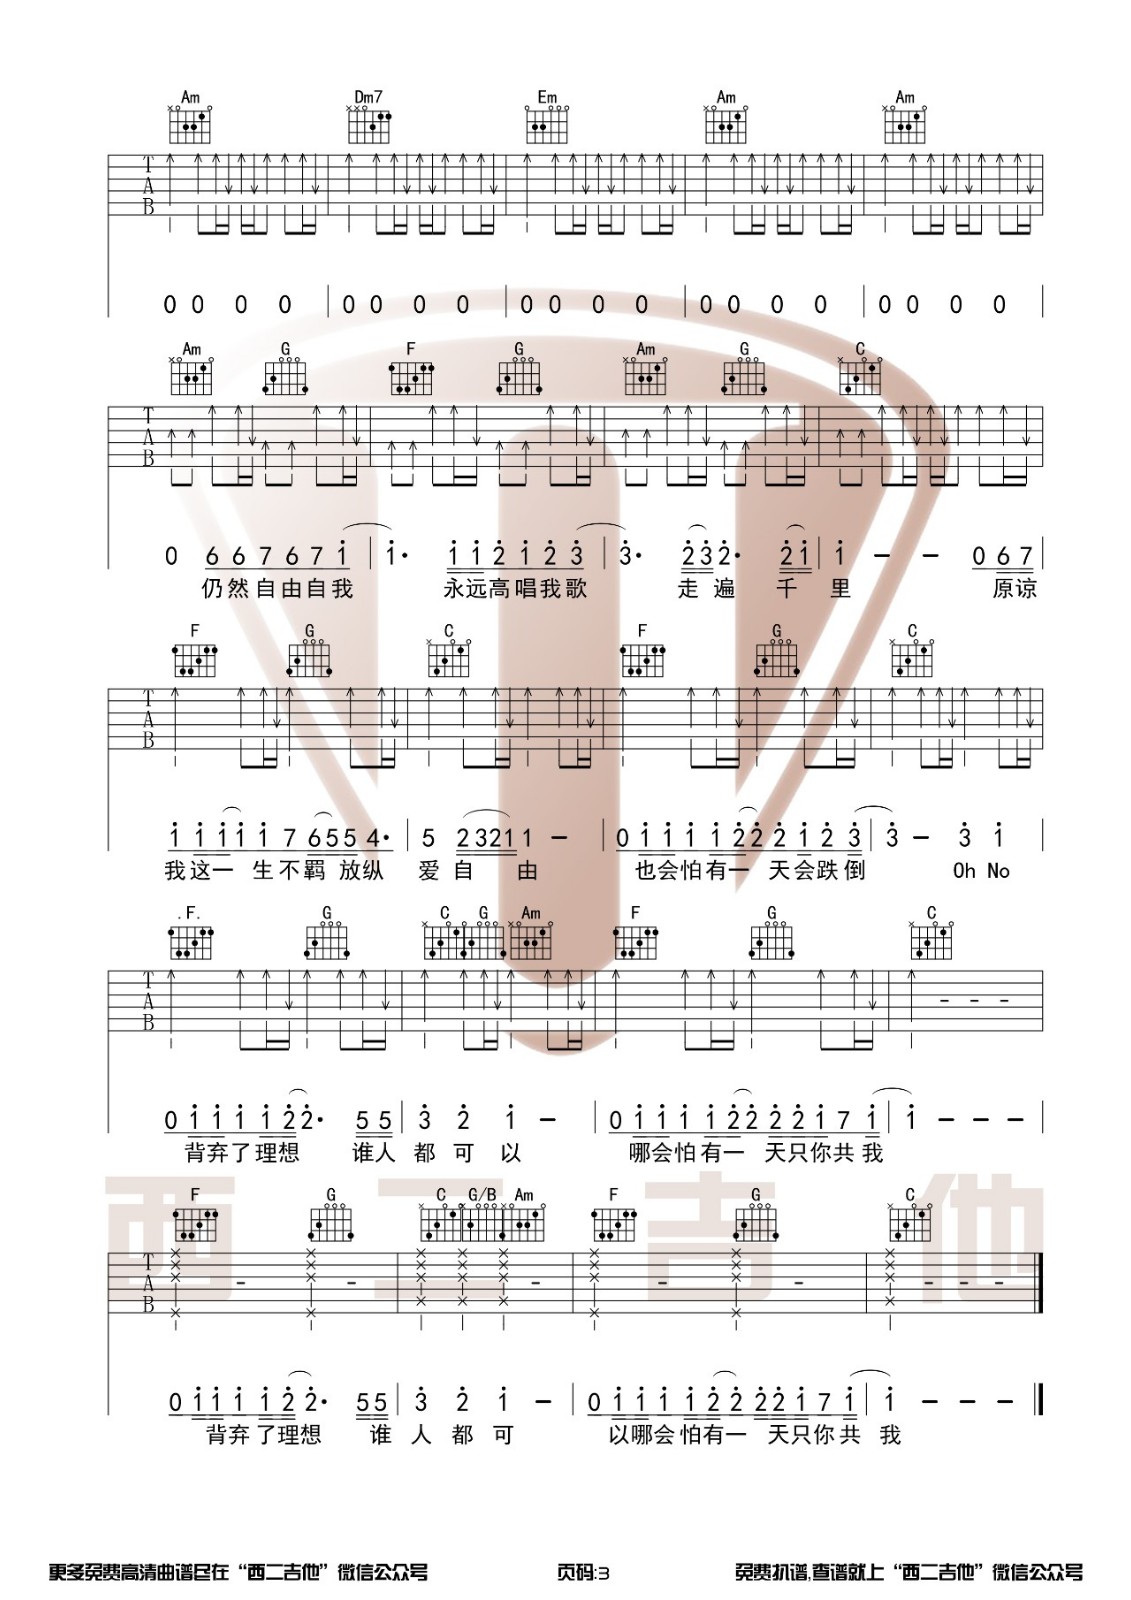 Am Dm7 Em Am Am
T
A
B
0 0 0 0 0 0 0 0 0 0 0 0 0 0 0 0 0 0 0 0
Am G F G Am G C
T
A
B
0 6 6 7 6 7 1 1· 1 1 2 1 2 3 3· 2 3 2· 2 1 1 － － 0 6 7
仍然自由自我 永远高唱我歌 走遍千里 原谅
F G C F G C
T
A
B
1 1 1 1 1 7 6 5 5 4· 5 2 3 2 1 1 － 0 1 1 1 1 2 2 2 1 2 3 3 － 3 1
我这一生不羁放纵爱自由 也会怕有一天会跌倒 Oh No
.F. G C G Am F G C
T
A
B
0 1 1 1 1 2 2· 5 5 3 2 1 － 0 1 1 1 1 2 2 2 2 1 7 1 1 － － －
背弃了理想 谁人都可以 哪会怕有一天只你共我
西二吉他
F G C G/B Am F G C
T
A
B
0 1 1 1 1 2 2· 5 5 3 2 1 － 0 1 1 1 1 2 2 2 2 1 7 1 1 － － －
背弃了理想 谁人都可 以哪会怕有一天只你共我
更多免费高清曲谱尽在“西二吉他”微信公众号 页码:3 免费扒谱,查谱就上“西二吉他”微信公众号